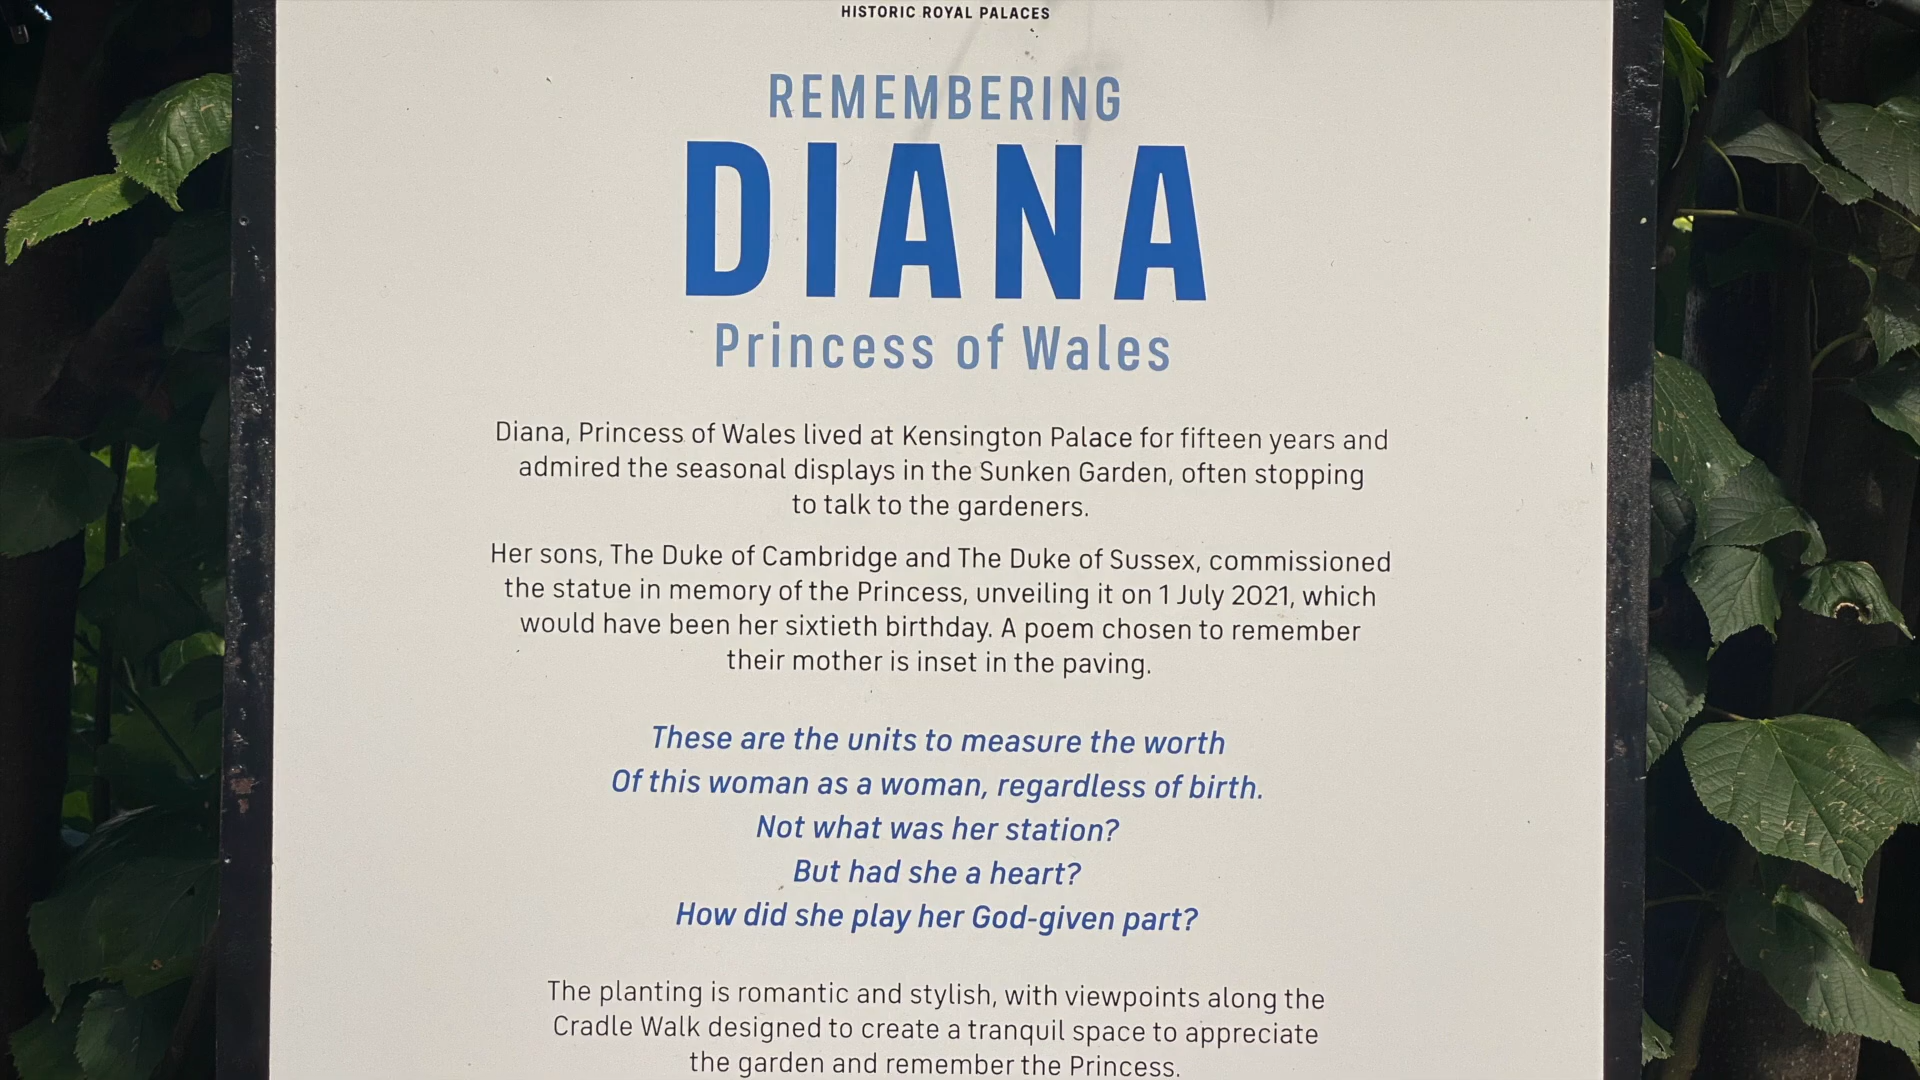 HISTORIC ROYAL PALACES
REMEMBERING
DIANA
Princess of Wales
Diana, Princess of Wales lived at Kensington Palace for fifteen years and
admired the seasonal displays in the Sunken Garden, often stopping
to talk to the gardeners.
Her sons, The Duke of Cambridge and The Duke of Sussex, commissioned
the statue in memory of the Princess, unveiling it on 1 July 2021, which
would have been her sixtieth birthday. A poem chosen to remember
their mother is inset in the paving.
These are the units to measure the worth
Of this woman as a woman, regardless of birth.
Not what was her station?
But had she a heart?
How did she play her God-given part?
The planting is romantic and stylish, with viewpoints along the
Cradle Walk designed to create a tranquil space to appreciate
the garden and remember the Princess.